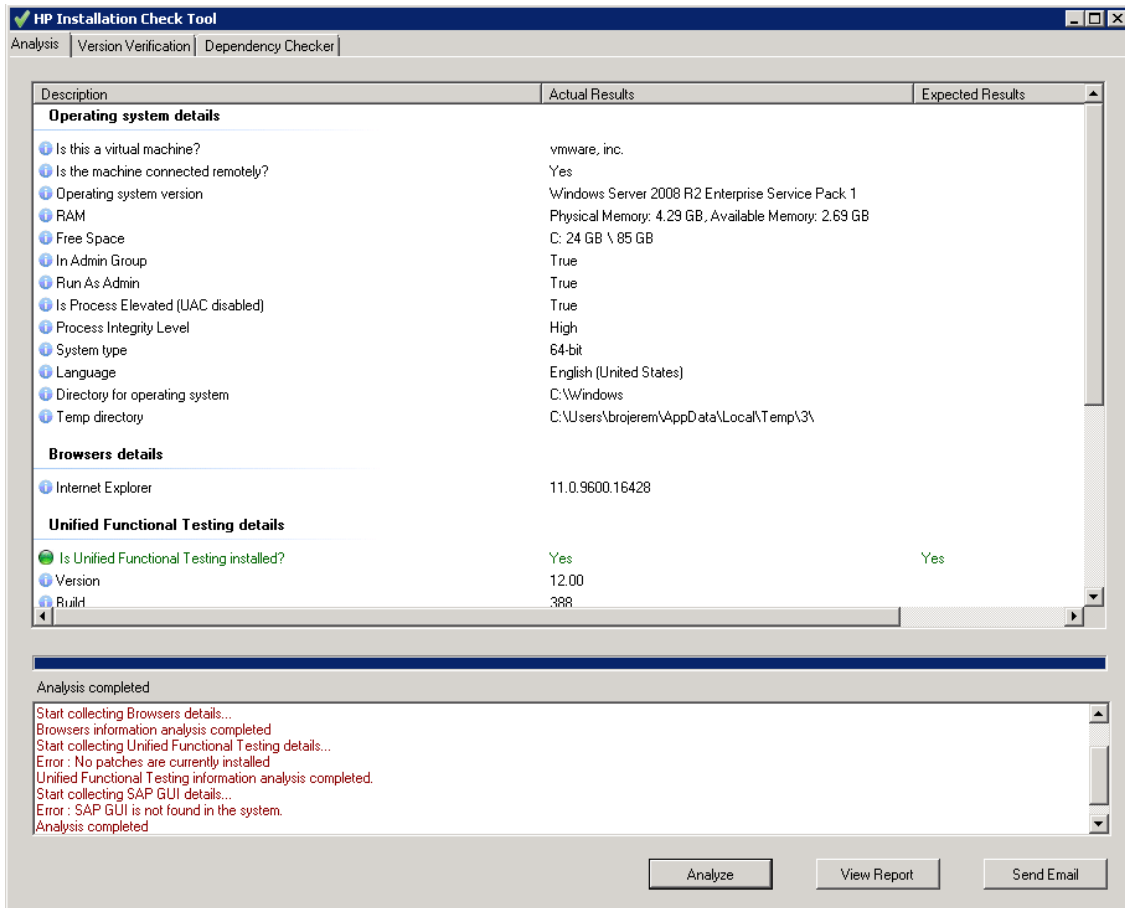 HP Installation Check Tool
Analysis Version Verification Dependency Checker
Description Actual Results Expected Results
Operating system details
Is this a virtual machine? vmware, inc.
Is the machine connected remotely? Yes
Operating system version Windows Server 2008 R2 Enterprise Service Pack 1
RAM Physical Memory: 4.29 GB, Available Memory: 2.69 GB
Free Space C: 24 GB \ 85 GB
In Admin Group True
Run As Admin True
Is Process Elevated (UAC disabled) True
Process Integrity Level High
System type 64-bit
Language English (United States)
Directory for operating system C:\Windows
Temp directory C:\Users\brojerem\AppData\Local\Temp\3\
Browsers details
Internet Explorer 11.0.9600.16428
Unified Functional Testing details
Is Unified Functional Testing installed? Yes Yes
Version 12.00
Build 388
Analysis completed
Start collecting Browsers details...
Browsers information analysis completed
Start collecting Unified Functional Testing details...
Error : No patches are currently installed
Unified Functional Testing information analysis completed.
Start collecting SAP GUI details...
Error : SAP GUI is not found in the system.
Analysis completed
Analyze View Report Send Email